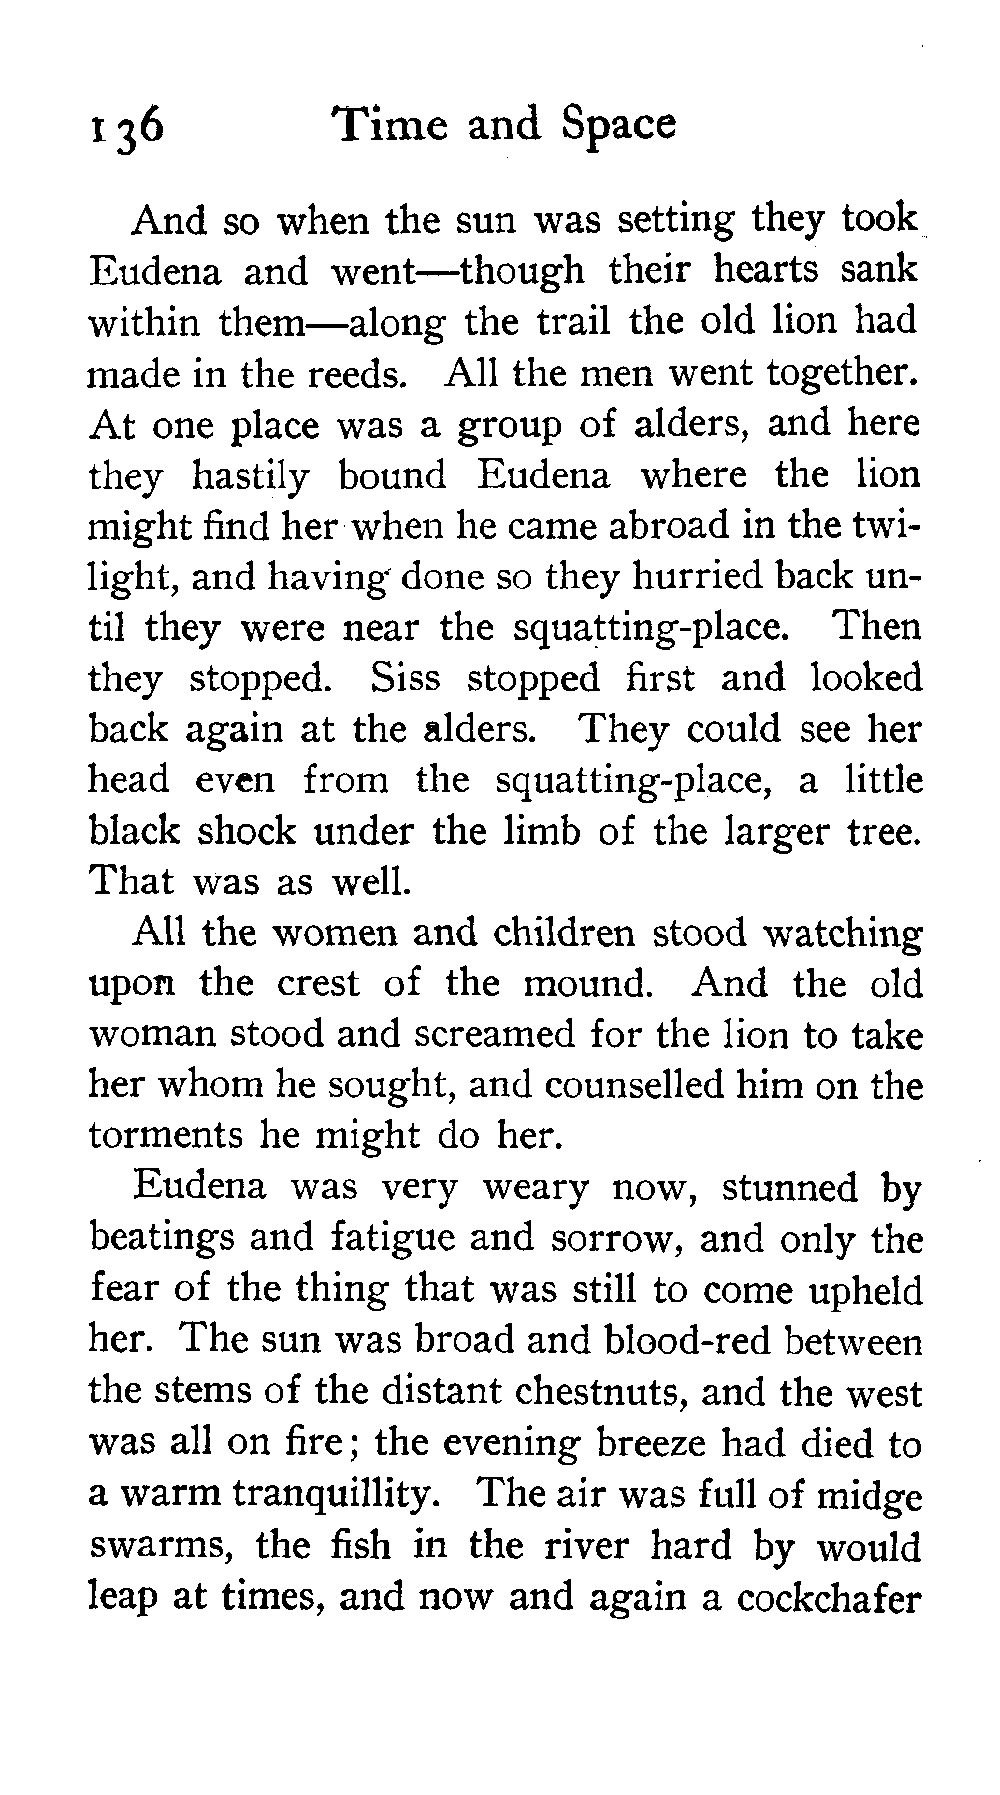 136 Time and Space
And so when the sun was setting they took
Eudena and went—though their hearts sank
within them—along the trail the old lion had
made in the reeds. All the men went together.
At one place was a group of alders, and here
they hastily bound Eudena where the lion
might find her when he came abroad in the twi-
light, and having done so they hurried back un-
til they were near the squatting-place. Then
they stopped. Siss stopped first and looked
back again at the alders. They could see her
head even from the squatting-place, a little
black shock under the limb of the larger tree.
That was as well.
All the women and children stood watching
upon the crest of the mound. And the old
woman stood and screamed for the lion to take
her whom he sought, and counselled him on the
torments he might do her.
Eudena was very weary now, stunned by
beatings and fatigue and sorrow, and only the
fear of the thing that was still to come upheld
her. The sun was broad and blood-red between
the stems of the distant chestnuts, and the west
was all on fire; the evening breeze had died to
a warm tranquillity. The air was full of midge
swarms, the fish in the river hard by would
leap at times, and now and again a cockchafer